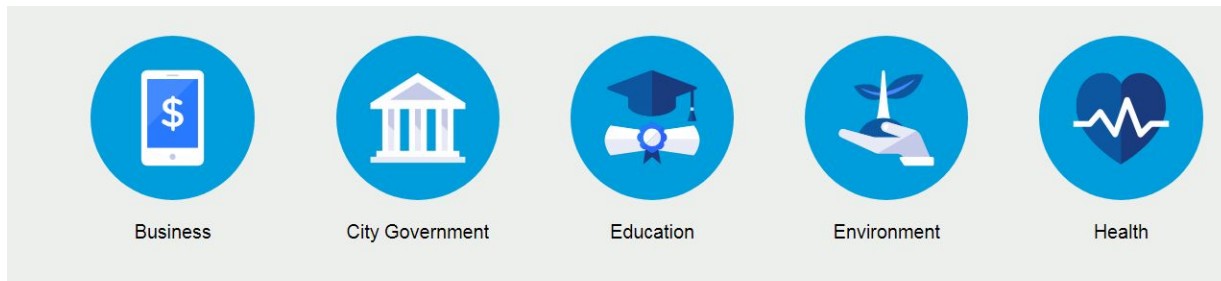 $
Business
City Government
Education
Environment
Health